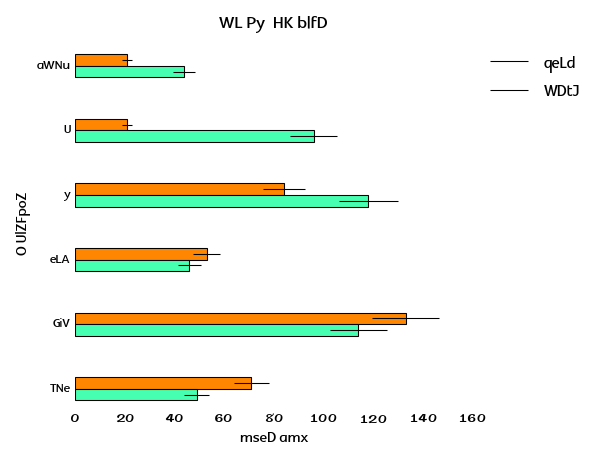 WL Py  HK blfD
qeLd
WDtJ
O UlZFpoZ
aWNu
U
y
eLA
GiV
TNe
0 20 40 60 80 100 120 140 160
mseD amx